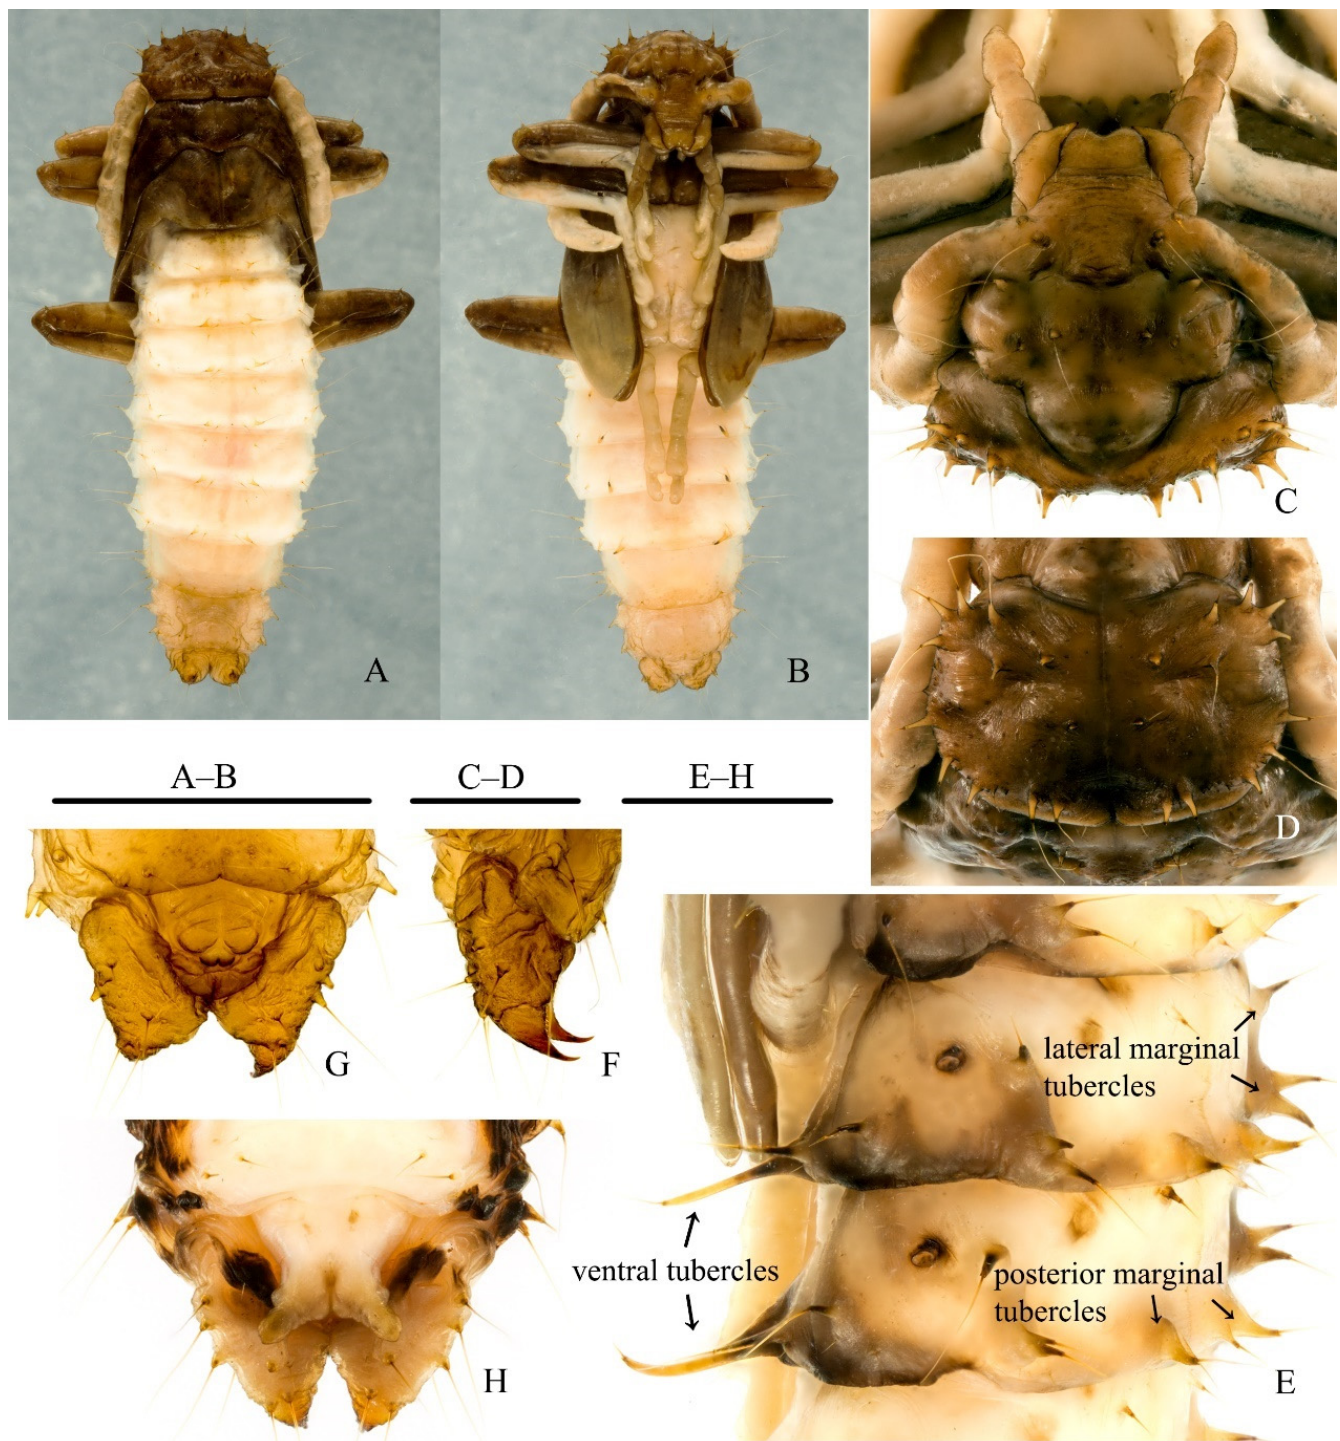 A
B
C
D
A–B
C–D
E–H
G
F
lateral marginal
tubercles
ventral tubercles
posterior marginal
tubercles
H
E